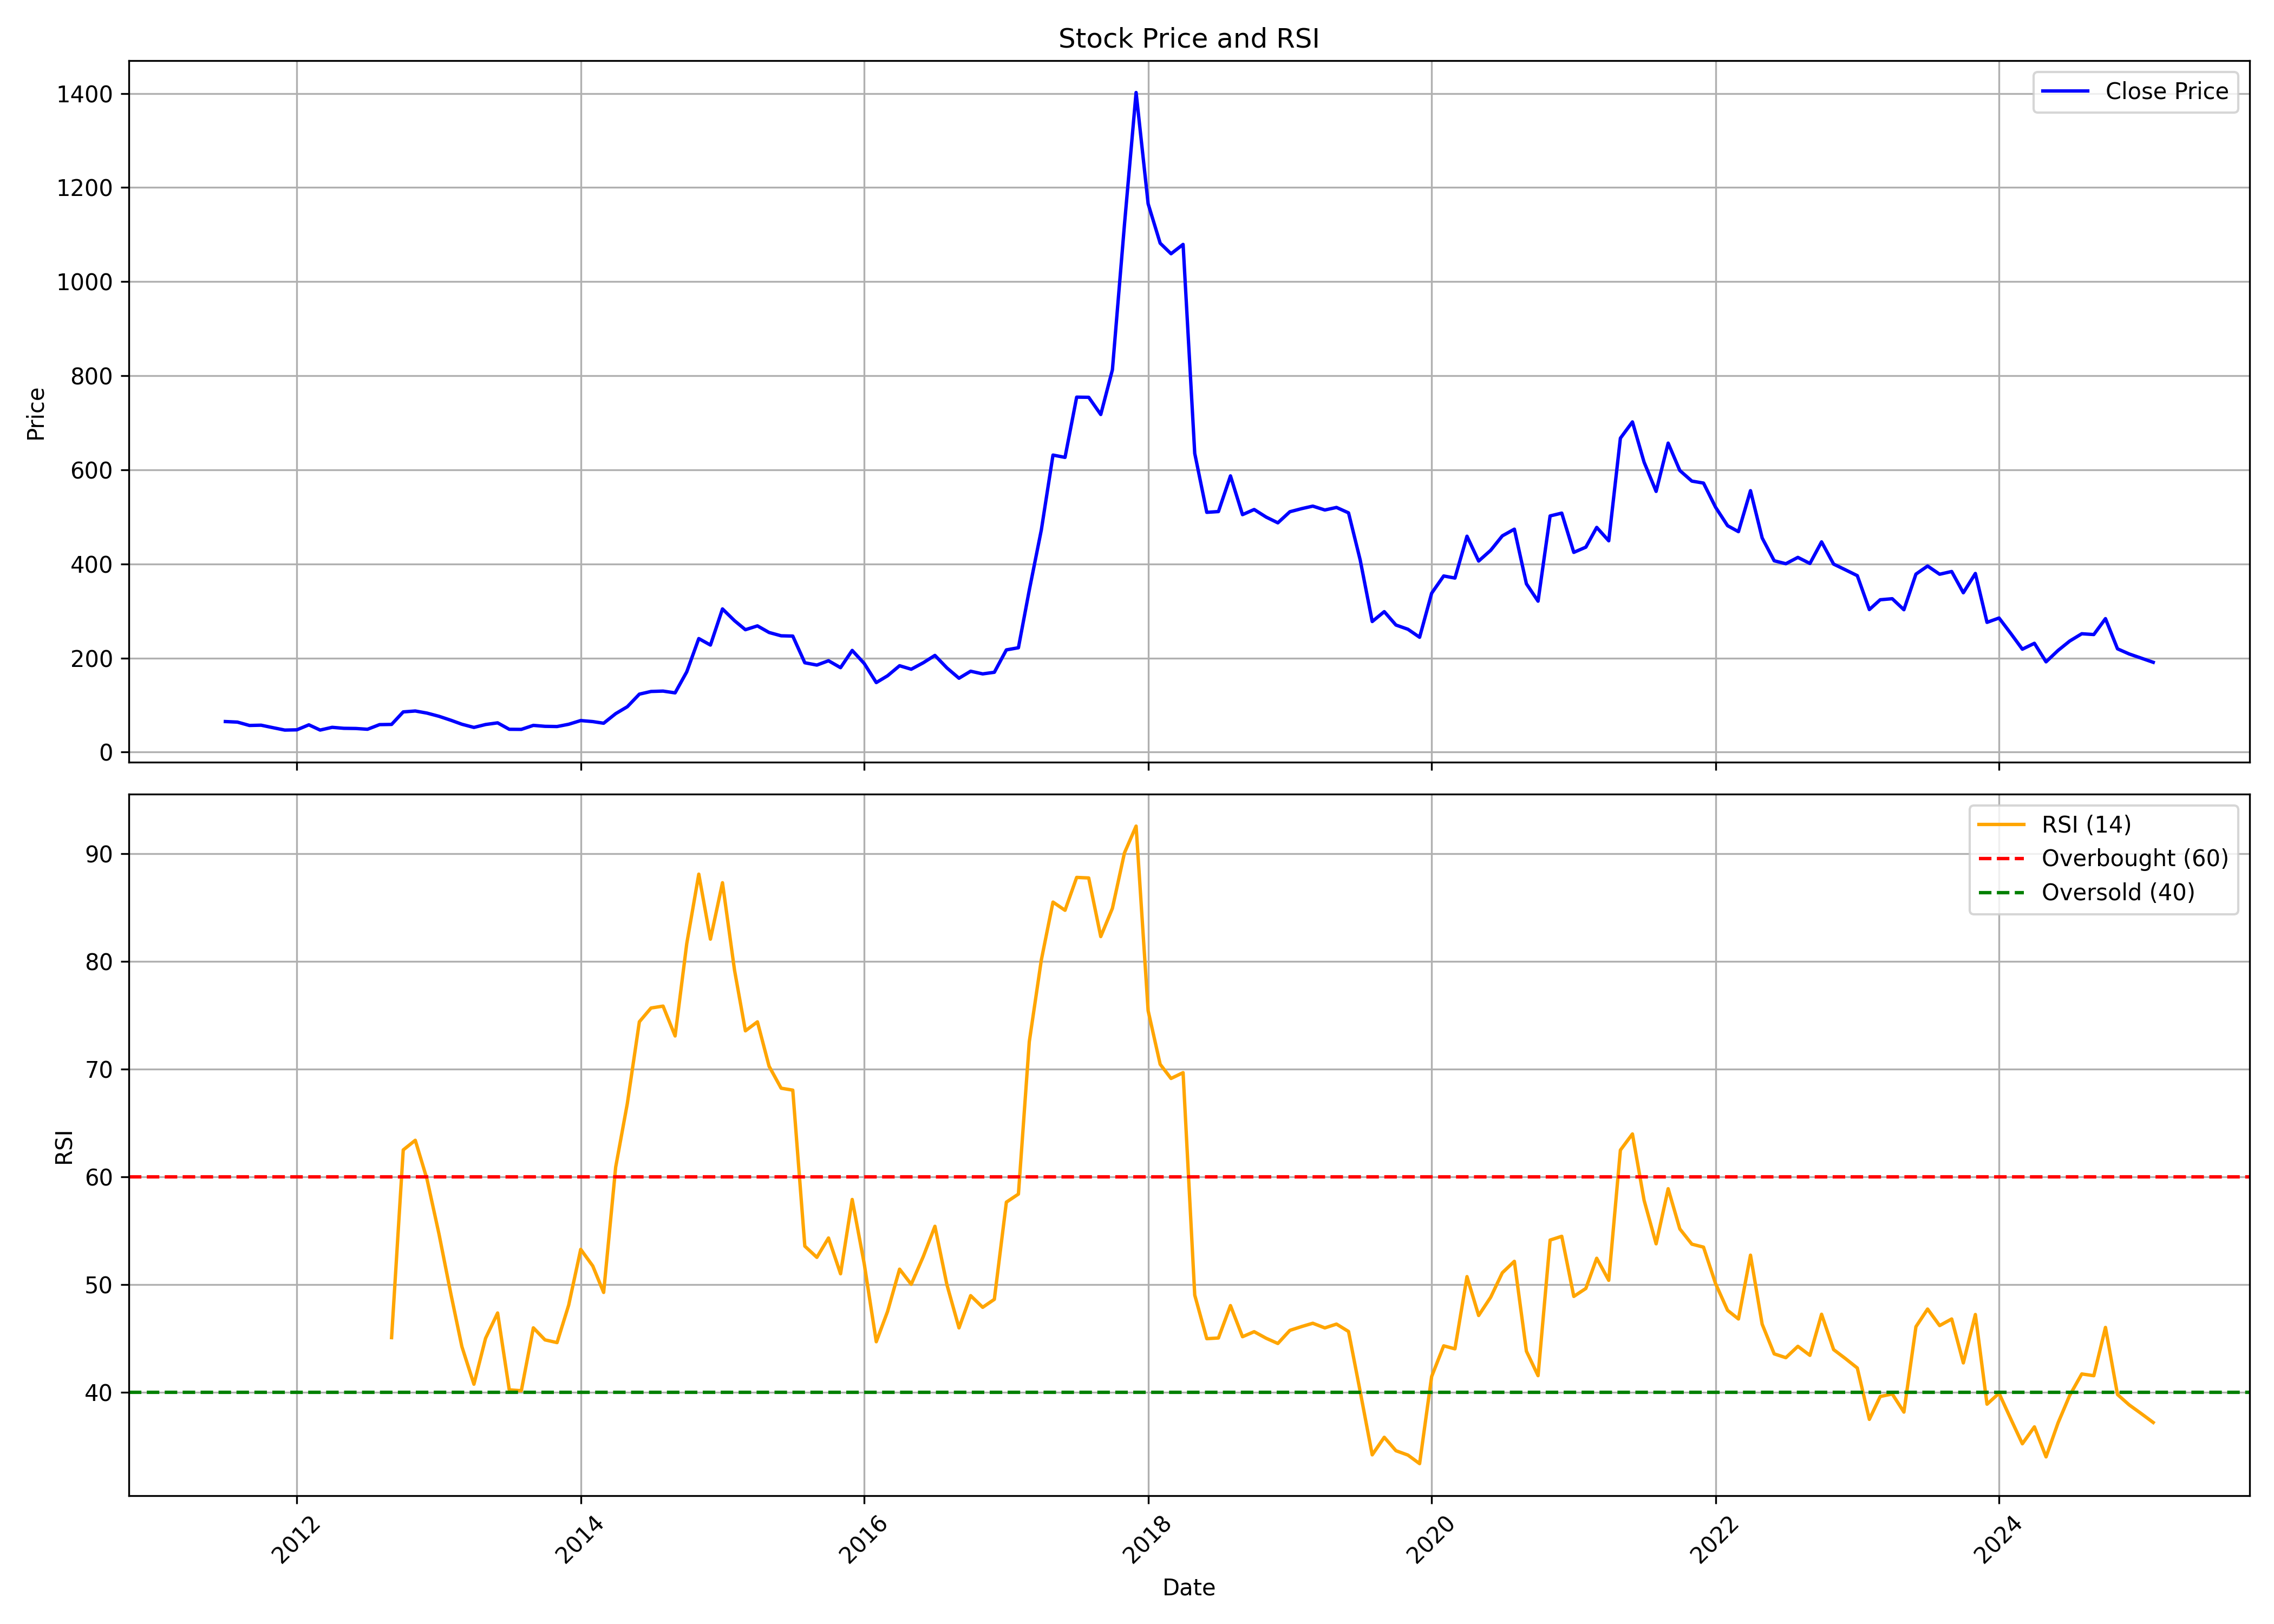 Stock Price and RSI
Price
1400
1200
1000
800
600
400
200
0
Close Price
RSI
90
80
70
60
50
40
RSI (14)
Overbought (60)
Oversold (40)
2012
2014
2016
2018
2020
2022
2024
Date